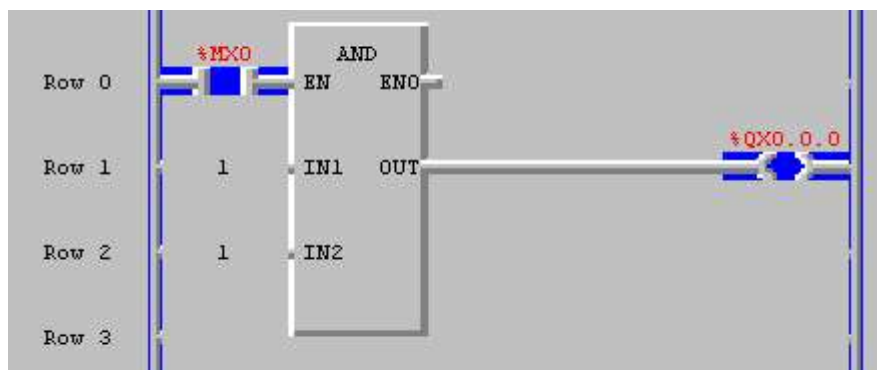 %MX0 AND
Row 0 EN ENO
%QX0.0.0
Row 1 1 IN1 OUT
Row 2 1 IN2
Row 3